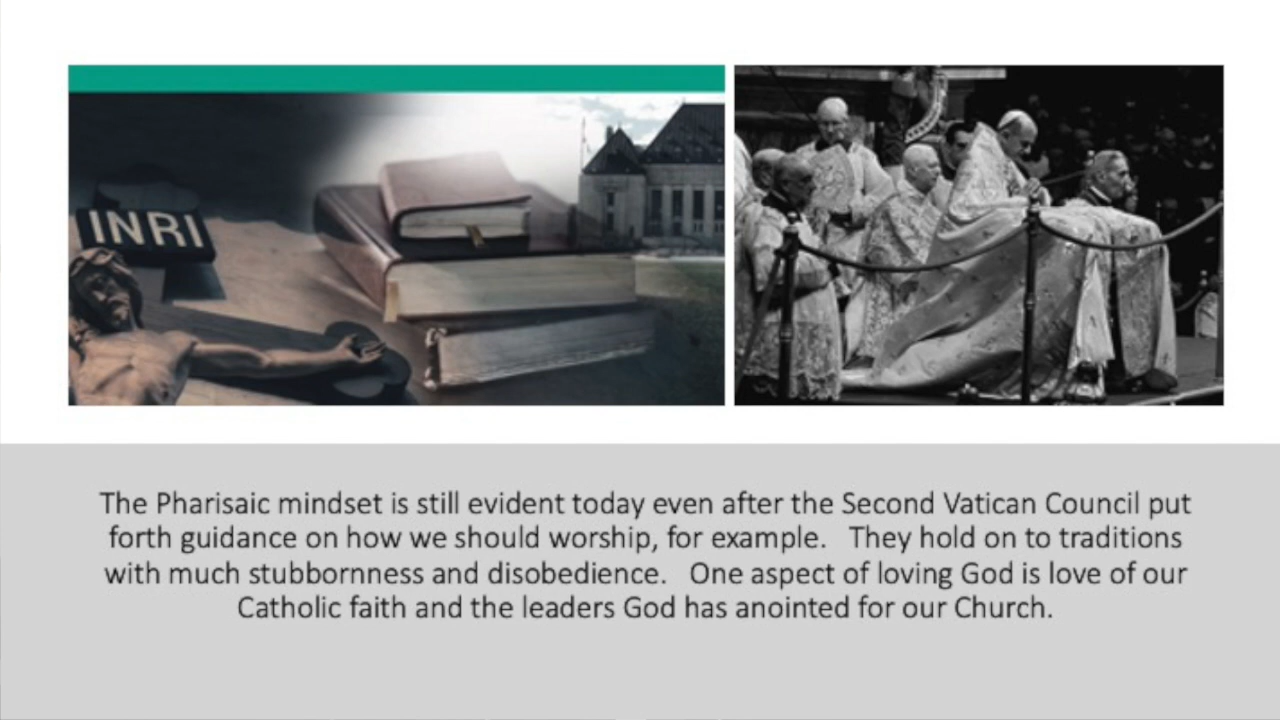 INRI
The Pharisaic mindset is still evident today even after the Second Vatican Council put
forth guidance on how we should worship, for example.   They hold on to traditions
with much stubbornness and disobedience.   One aspect of loving God is love of our
Catholic faith and the leaders God has anointed for our Church.